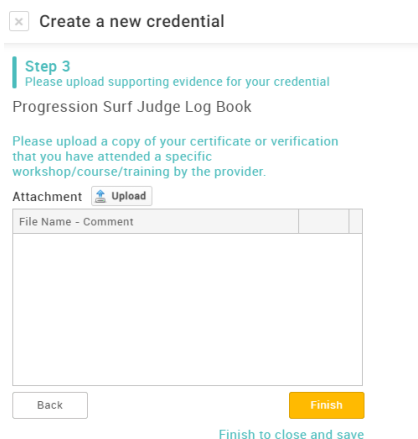 Create a new credential
Step 3
Please upload supporting evidence for your credential
Progression Surf Judge Log Book
Please upload a copy of your certificate or verification
that you have attended a specific
workshop/course/training by the provider.
Attachment Upload
File Name - Comment
Back Finish
Finish to close and save